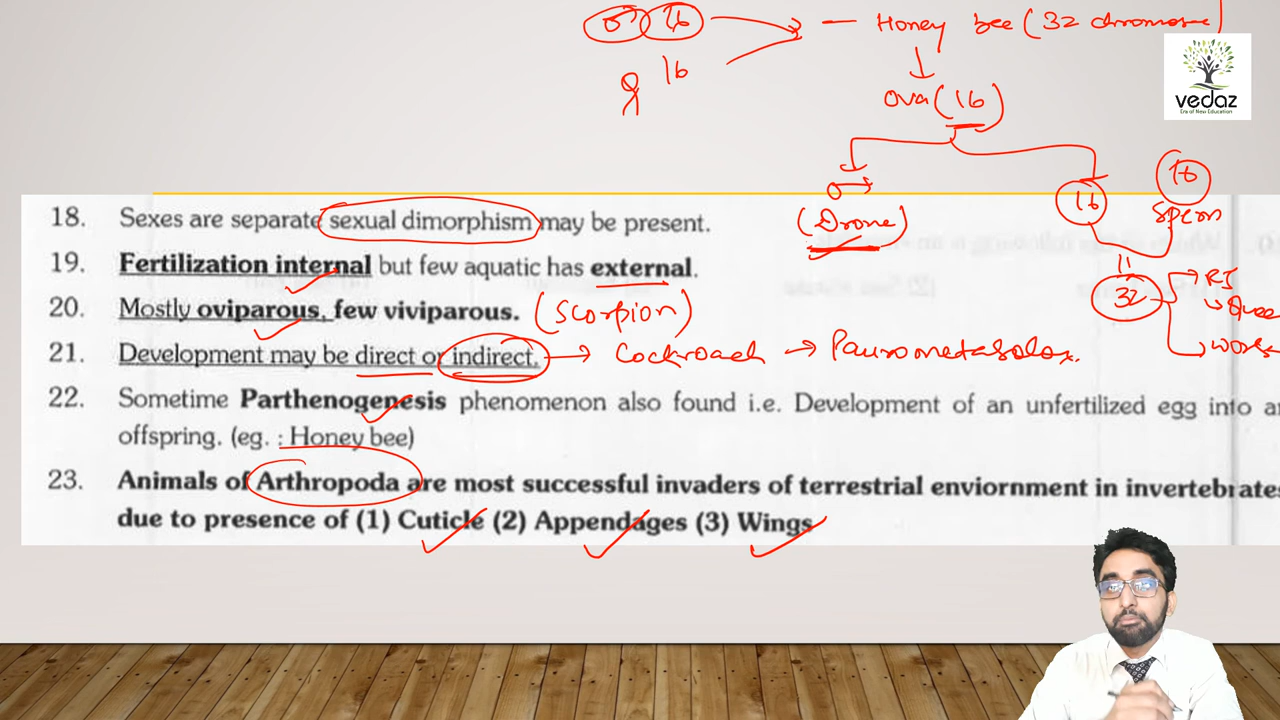 ♂ 16 → — Honey bee (32 chromosome)
♀ 16
Ova (16)
vedaz
Era of New Education
(Drone)
16
16
Sperm
32
RJ
Quee
worke
18. Sexes are separate sexual dimorphism may be present.
19. Fertilization internal but few aquatic has external.
20. Mostly oviparous, few viviparous. (Scorpion)
21. Development may be direct or indirect. → Cockroach → Paurometabolox.
22. Sometime Parthenogenesis phenomenon also found i.e. Development of an unfertilized egg into an
offspring. (eg. : Honey bee)
23. Animals of Arthropoda are most successful invaders of terrestrial enviornment in invertebrates
due to presence of (1) Cuticle (2) Appendages (3) Wings